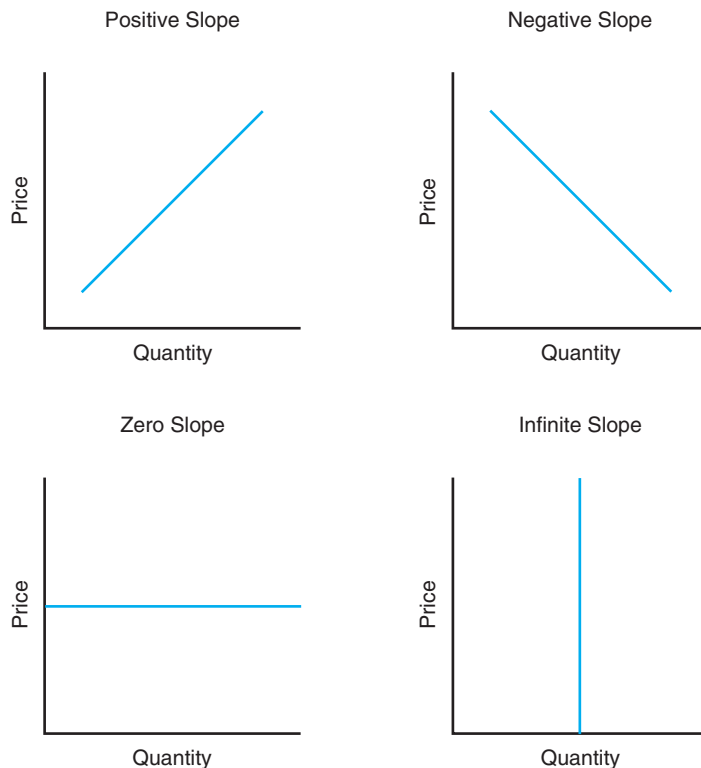 Positive Slope
Negative Slope
Price
Price
Quantity
Quantity
Zero Slope
Infinite Slope
Price
Price
Quantity
Quantity